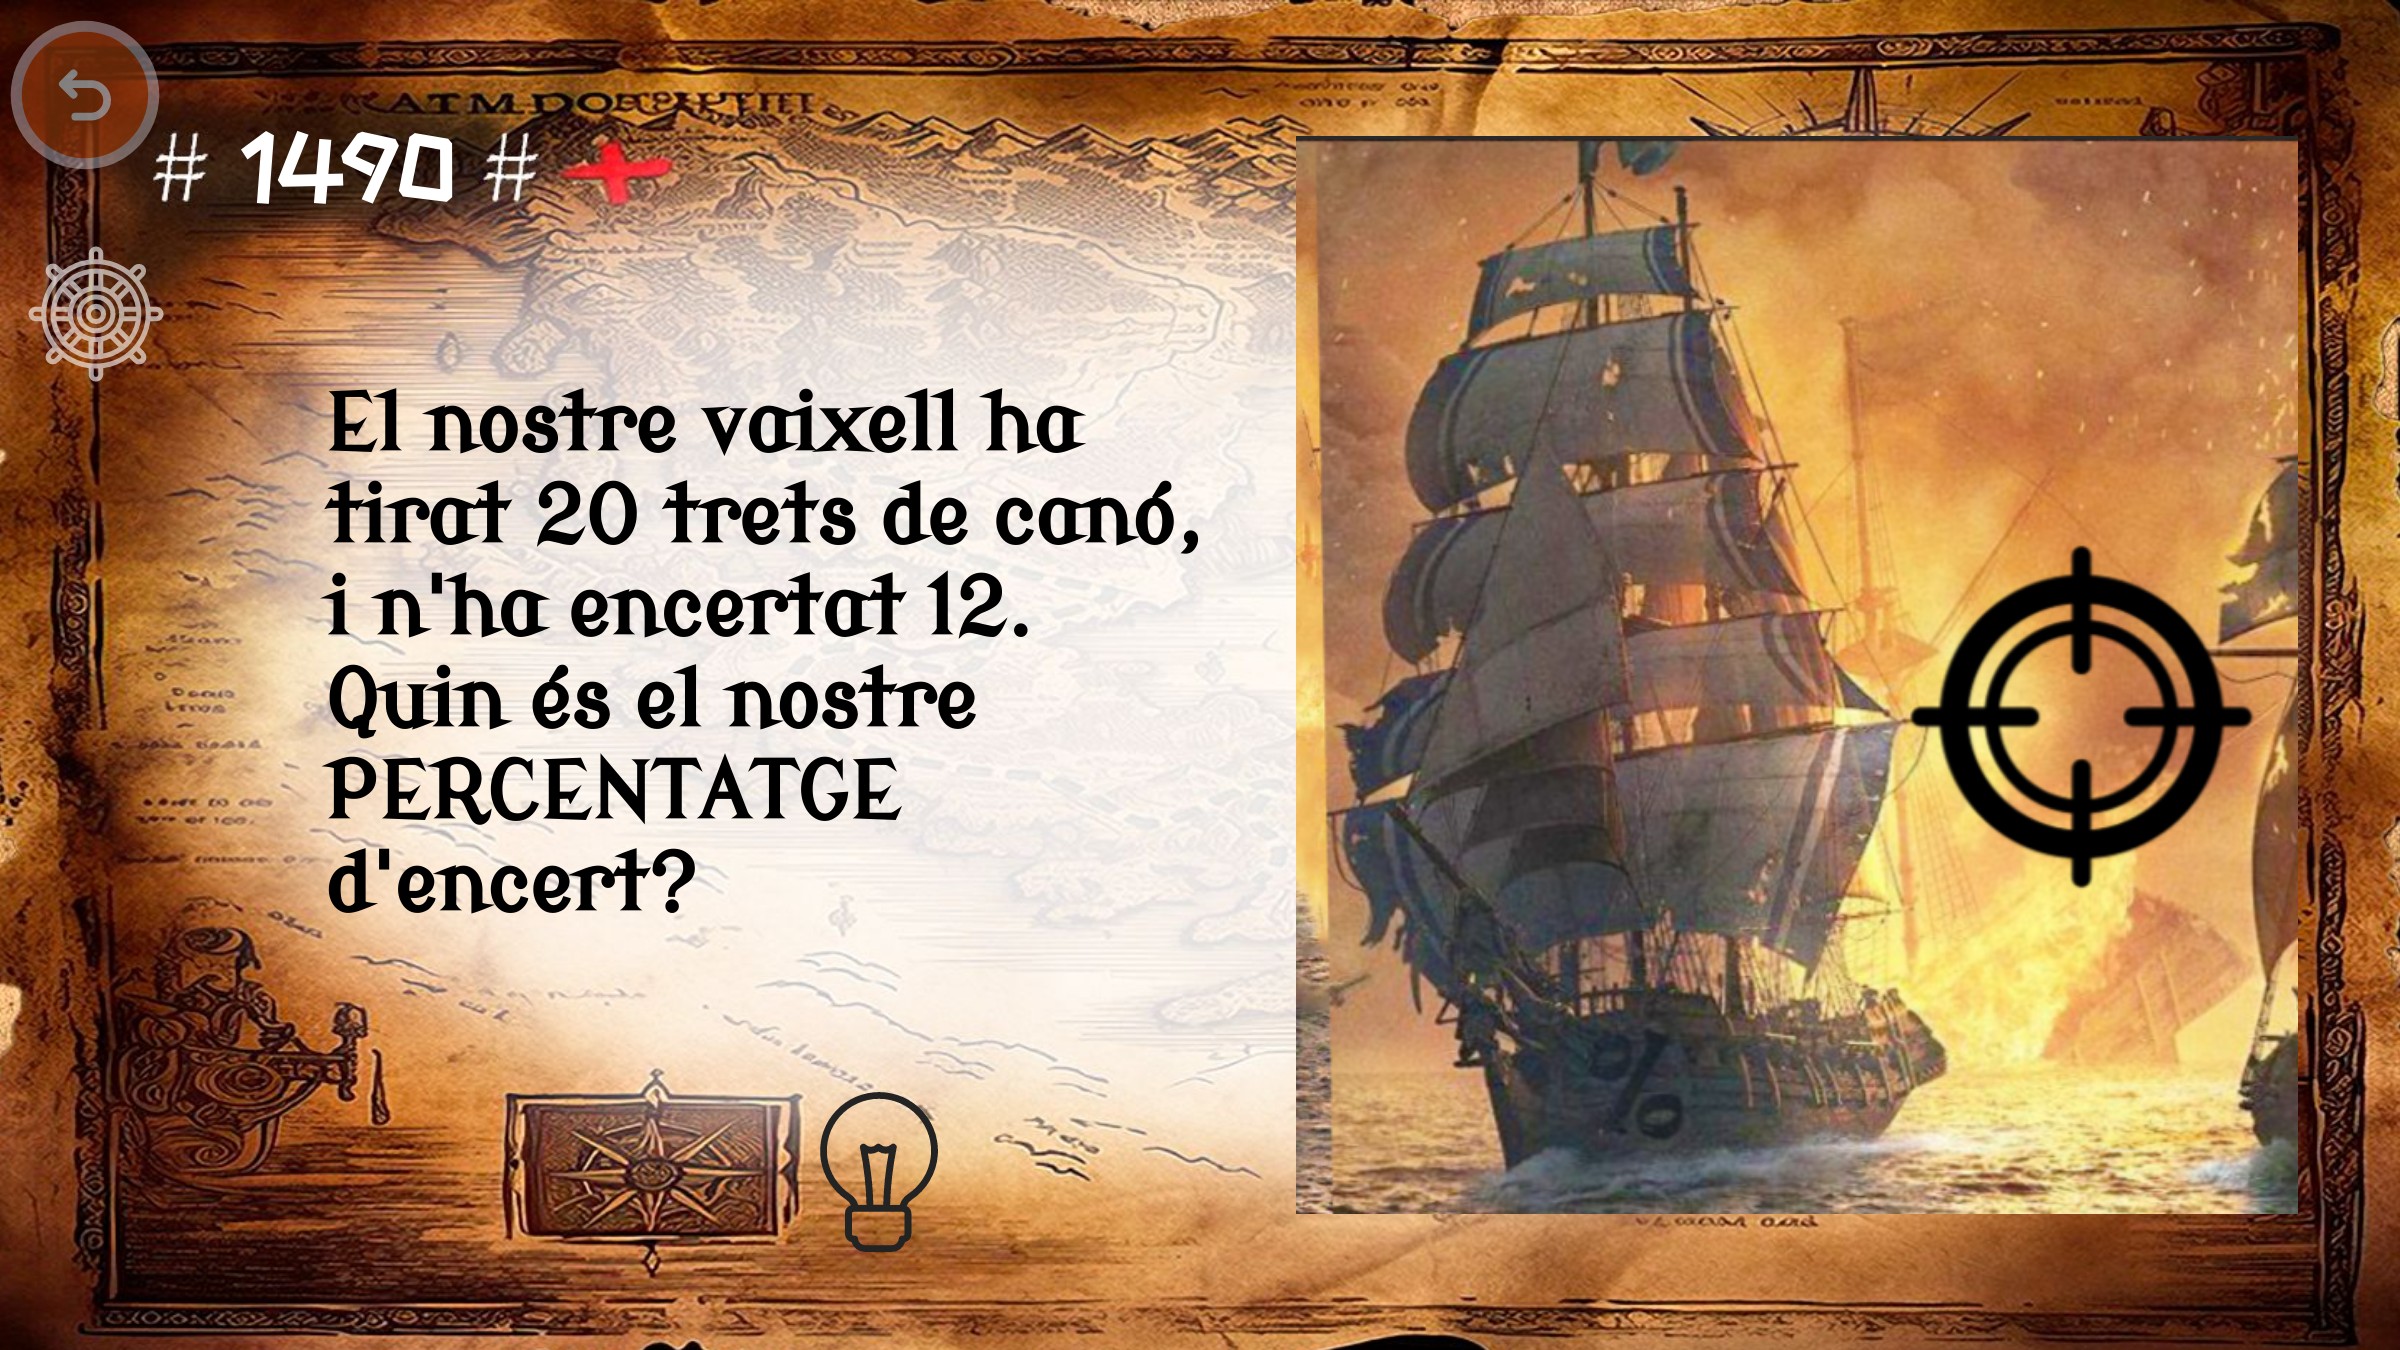 # 1490 #
El nostre vaixell ha
tirat 20 trets de canó,
i n'ha encertat 12.
Quin és el nostre
PERCENTATGE
d'encert?
%